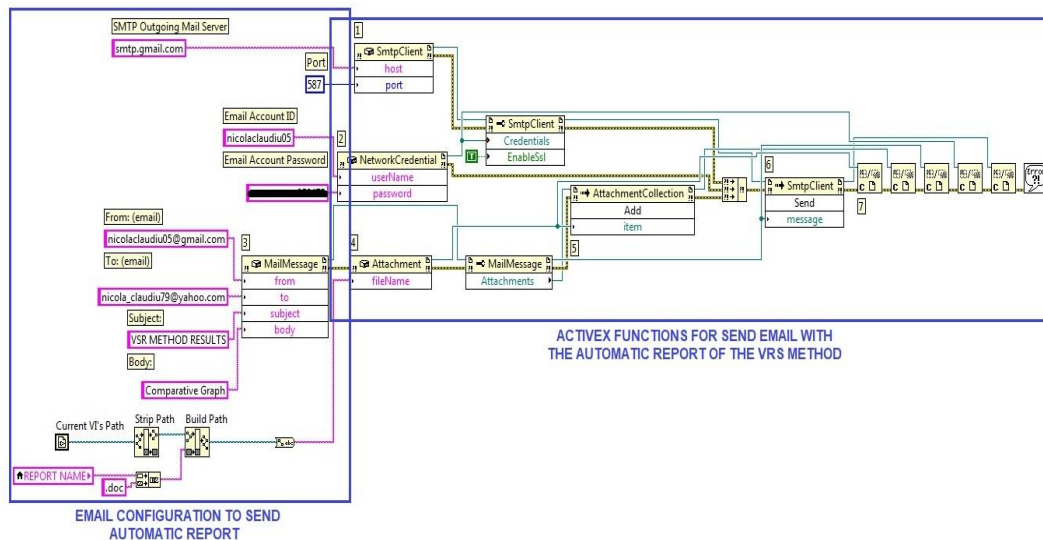 SMTP Outgoing Mail Server
smtp.gmail.com
Port
587
Email Account ID
nicolaclaudiu05
Email Account Password
From: (email)
nicolaclaudiu05@gmail.com
To: (email)
nicola_claudiu79@yahoo.com
Subject:
VSR METHOD RESULTS
Body:
Comparative Graph
Current VI's Path
Strip Path
Build Path
REPORT NAME
.doc
EMAIL CONFIGURATION TO SEND
AUTOMATIC REPORT
1
SmtpClient
host
port
2
NetworkCredential
userName
password
3
MailMessage
from
to
subject
body
4
Attachment
fileName
SmtpClient
Credentials
EnableSsl
T
AttachmentCollection
Add
item
5
MailMessage
Attachments
6
SmtpClient
Send
message
7
Error
?!
ACTIVEX FUNCTIONS FOR SEND EMAIL WITH
THE AUTOMATIC REPORT OF THE VRS METHOD